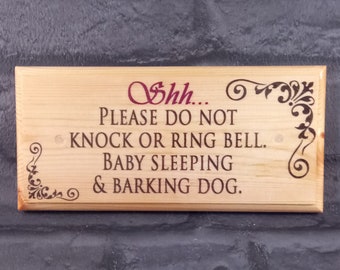 Shh...
PLEASE DO NOT
KNOCK OR RING BELL.
BABY SLEEPING
& BARKING DOG.